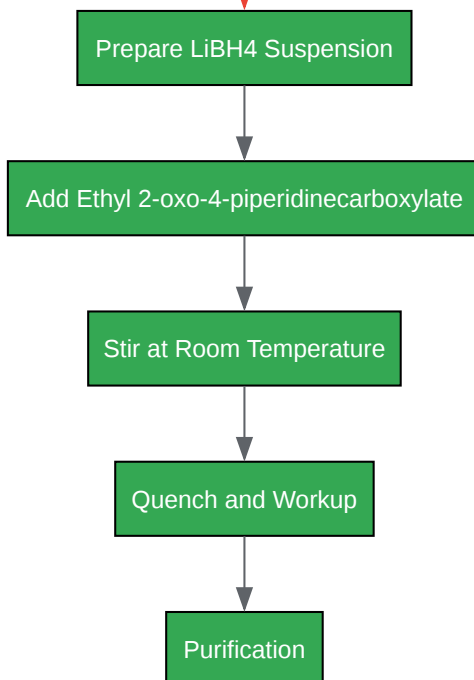 Prepare LiBH4 Suspension
Add Ethyl 2-oxo-4-piperidinecarboxylate
Stir at Room Temperature
Quench and Workup
Purification